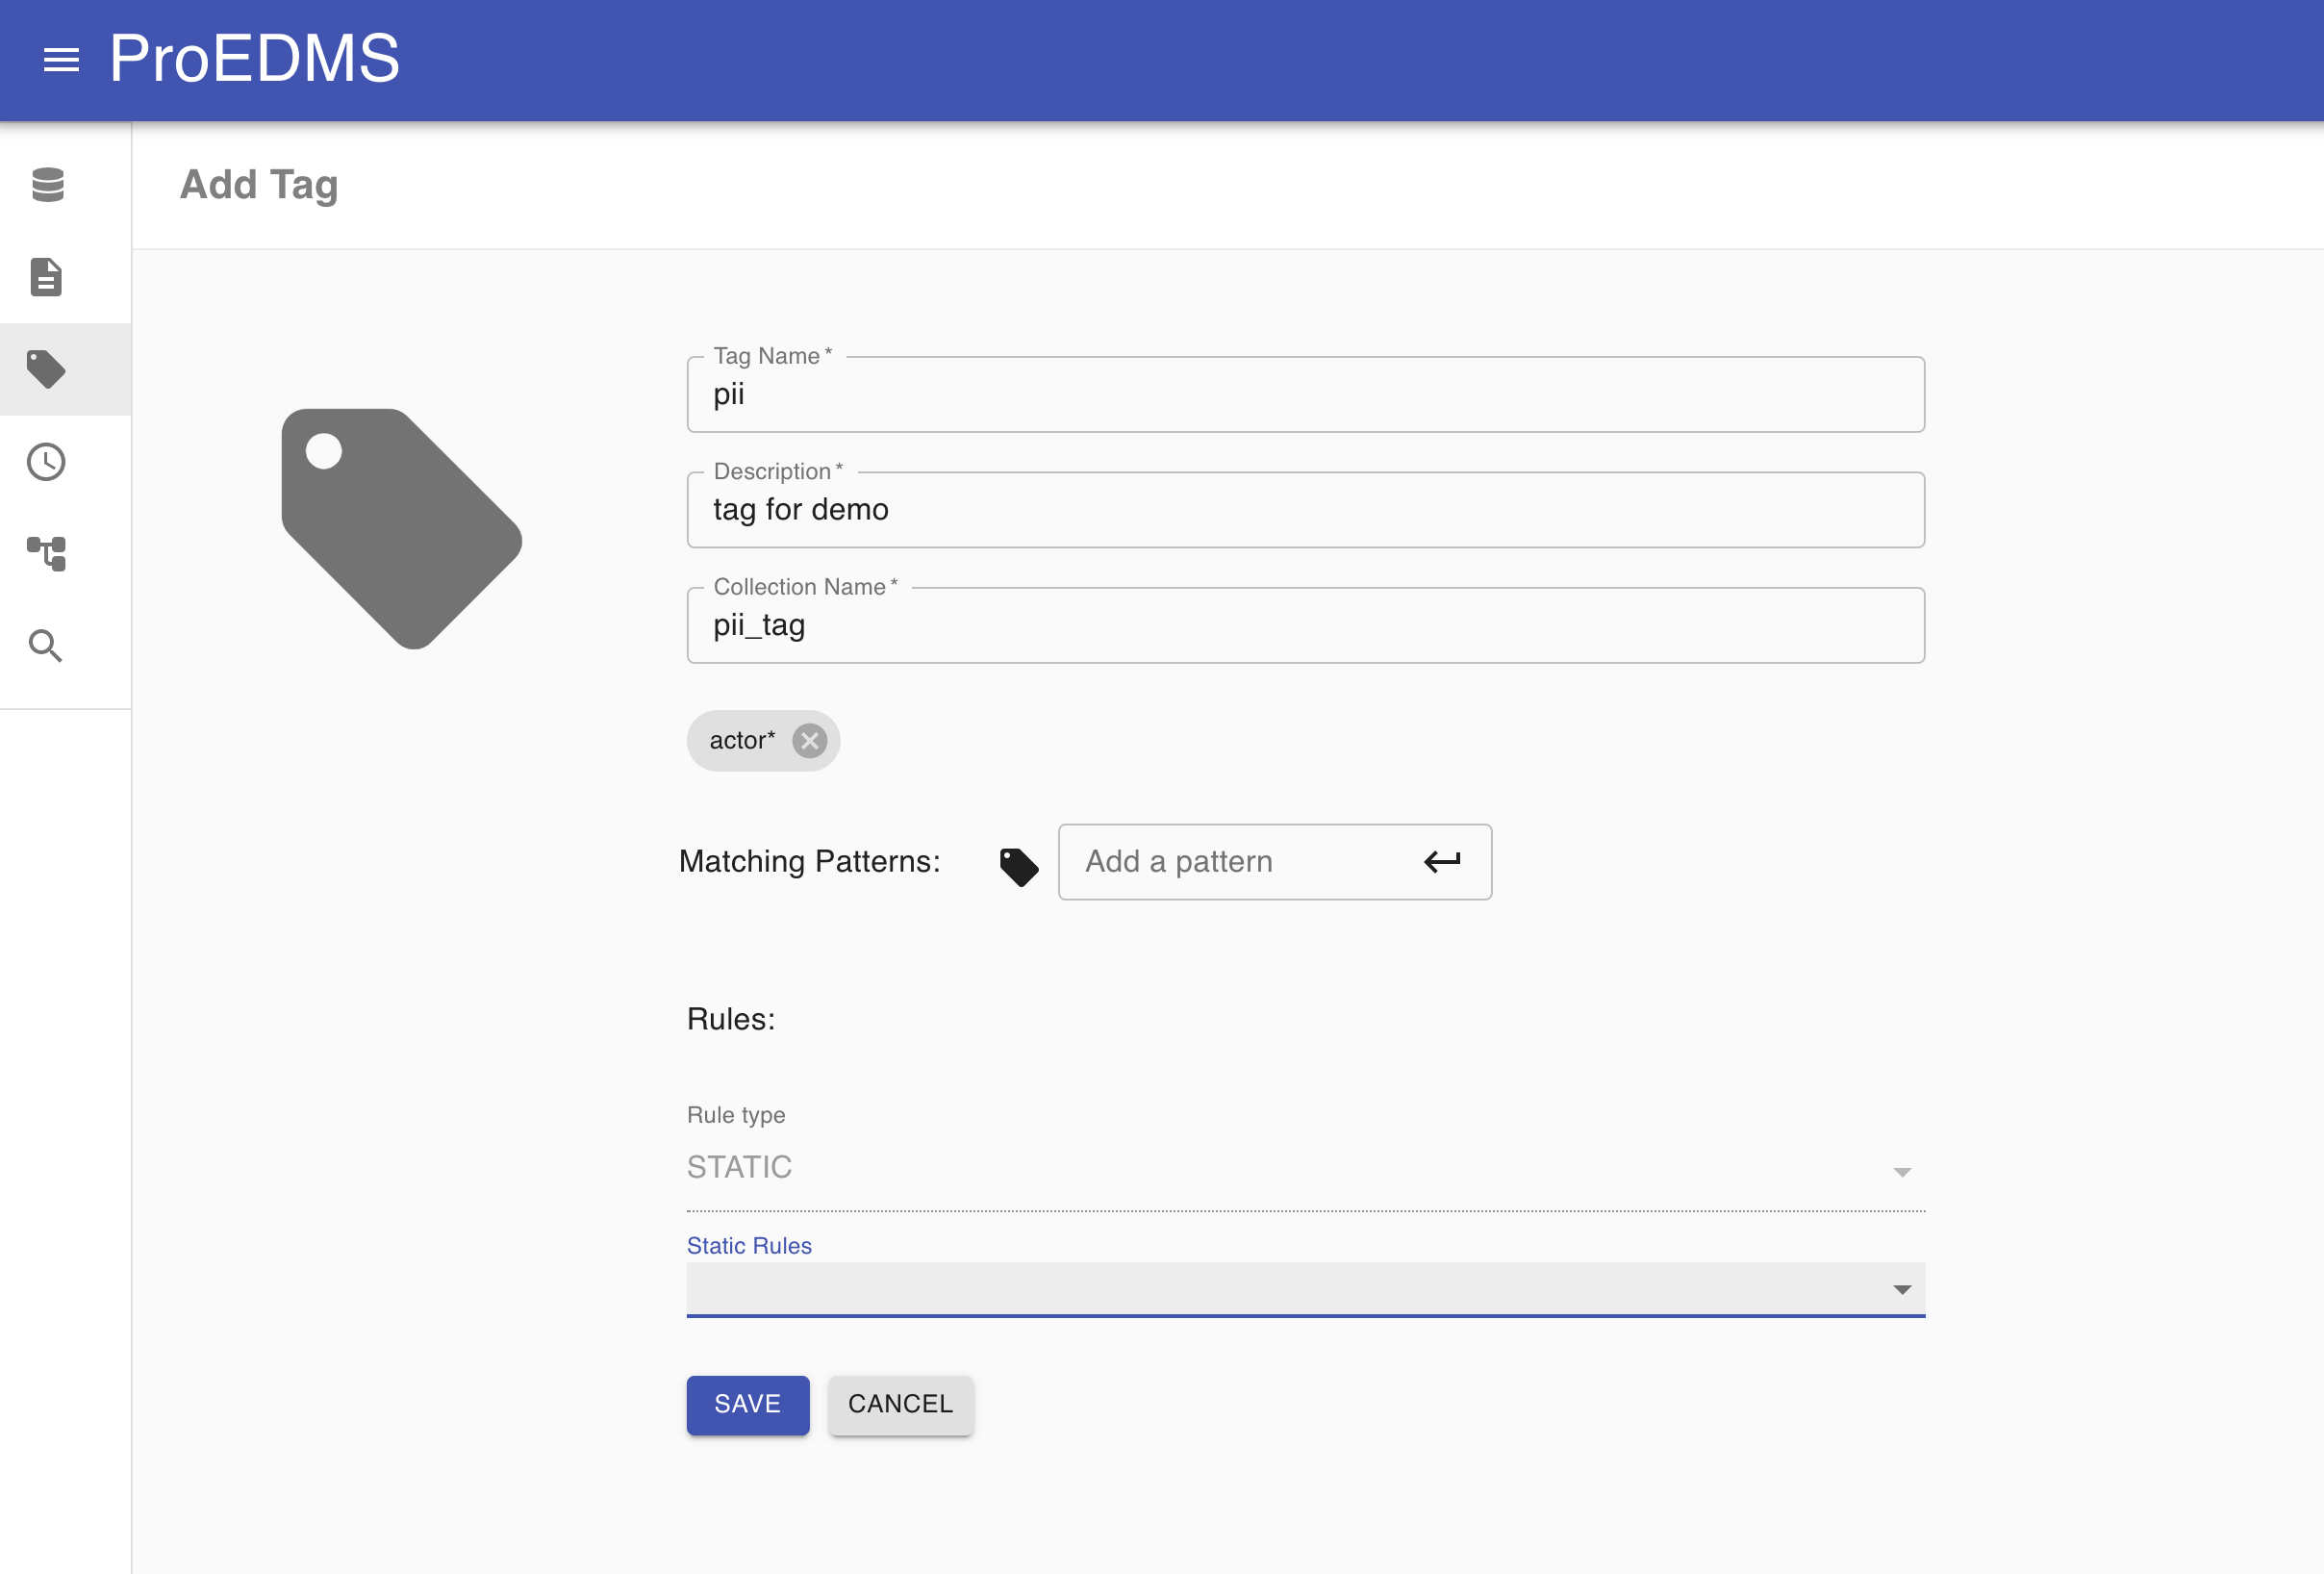 ProEDMS
Add Tag
Tag Name *
pii
Description *
tag for demo
Collection Name *
pii_tag
actor*
Matching Patterns:
Add a pattern
Rules:
Rule type
STATIC
Static Rules
SAVE
CANCEL